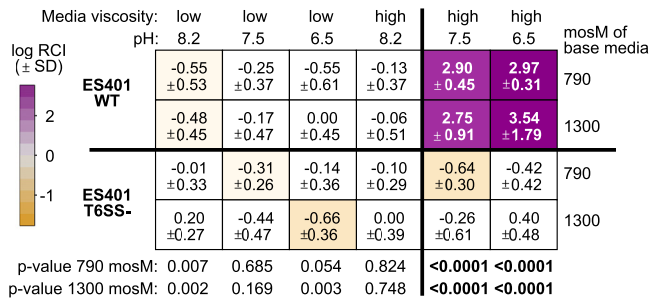 Media viscosity: low low low high high high
pH: 8.2 7.5 6.5 8.2 7.5 6.5
mosM of
base media
log RCI
(± SD)
2
0
-1
ES401
WT
-0.55 -0.25 -0.55 -0.13 2.90 2.97
±0.53 ±0.37 ±0.61 ±0.37 ±0.45 ±0.31
790
-0.48 -0.17 0.00 -0.06 2.75 3.54
±0.45 ±0.47 ±0.45 ±0.51 ±0.91 ±1.79
1300
ES401
T6SS-
-0.01 -0.31 -0.14 -0.10 -0.64 -0.42
±0.33 ±0.26 ±0.36 ±0.29 ±0.30 ±0.42
790
0.20 -0.44 -0.66 0.00 -0.26 0.40
±0.27 ±0.47 ±0.36 ±0.39 ±0.61 ±0.48
1300
p-value 790 mosM: 0.007 0.685 0.054 0.824 <0.0001 <0.0001
p-value 1300 mosM: 0.002 0.169 0.003 0.748 <0.0001 <0.0001